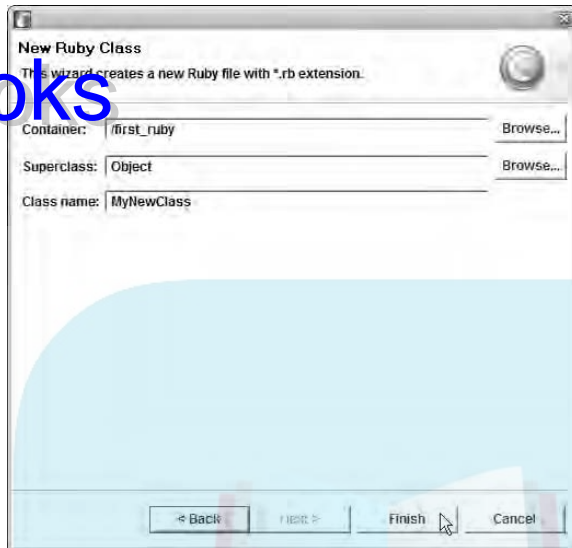 New Ruby Class
This wizard creates a new Ruby file with *.rb extension.
oks
Container: /first_ruby Browse...
Superclass: Object Browse...
Class name: MyNewClass
< Back Next > Finish Cancel